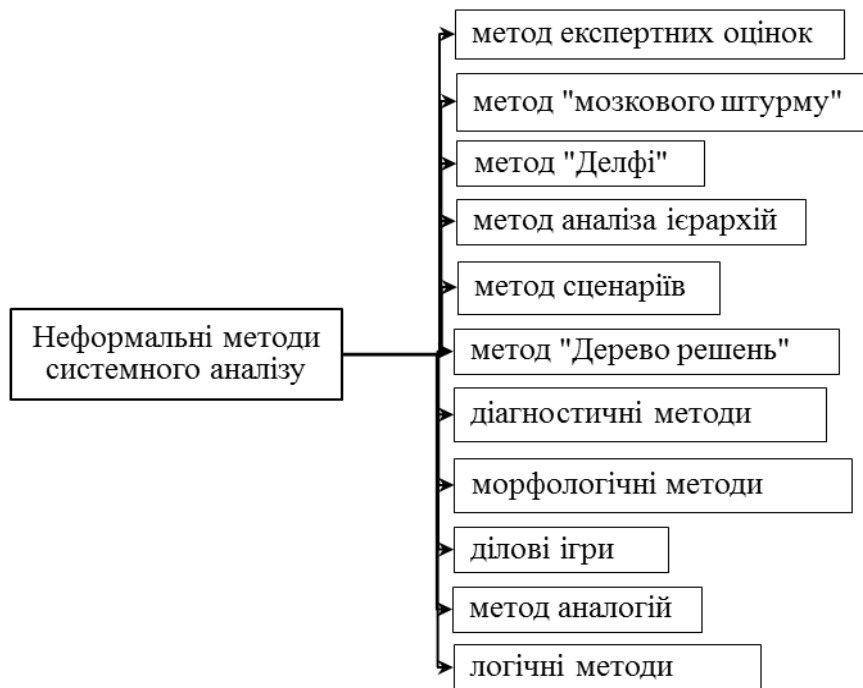 метод експертних оцінок
метод "мозкового штурму"
метод "Делфі"
метод аналіза ієрархій
метод сценаріїв
Неформальні методи
системного аналізу
метод "Дерево решень"
діагностичні методи
морфологічні методи
ділові ігри
метод аналогій
логічні методи